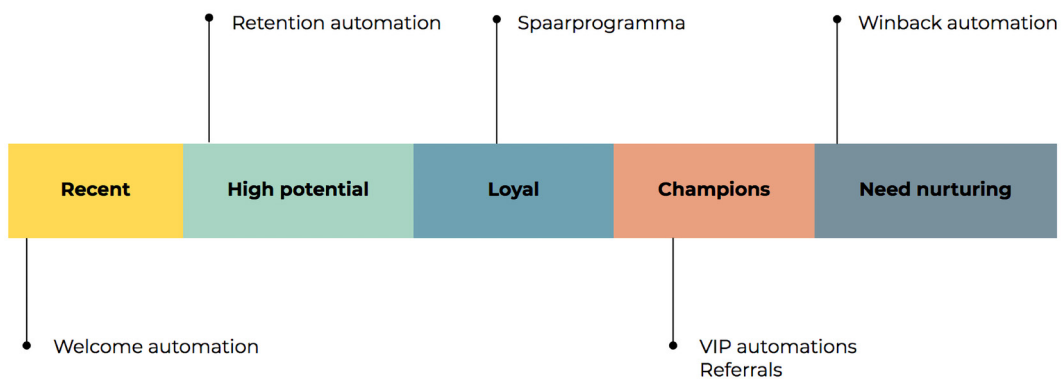 Retention automation
Spaarprogramma
Winback automation
Recent
High potential
Loyal
Champions
Need nurturing
Welcome automation
VIP automations
Referrals